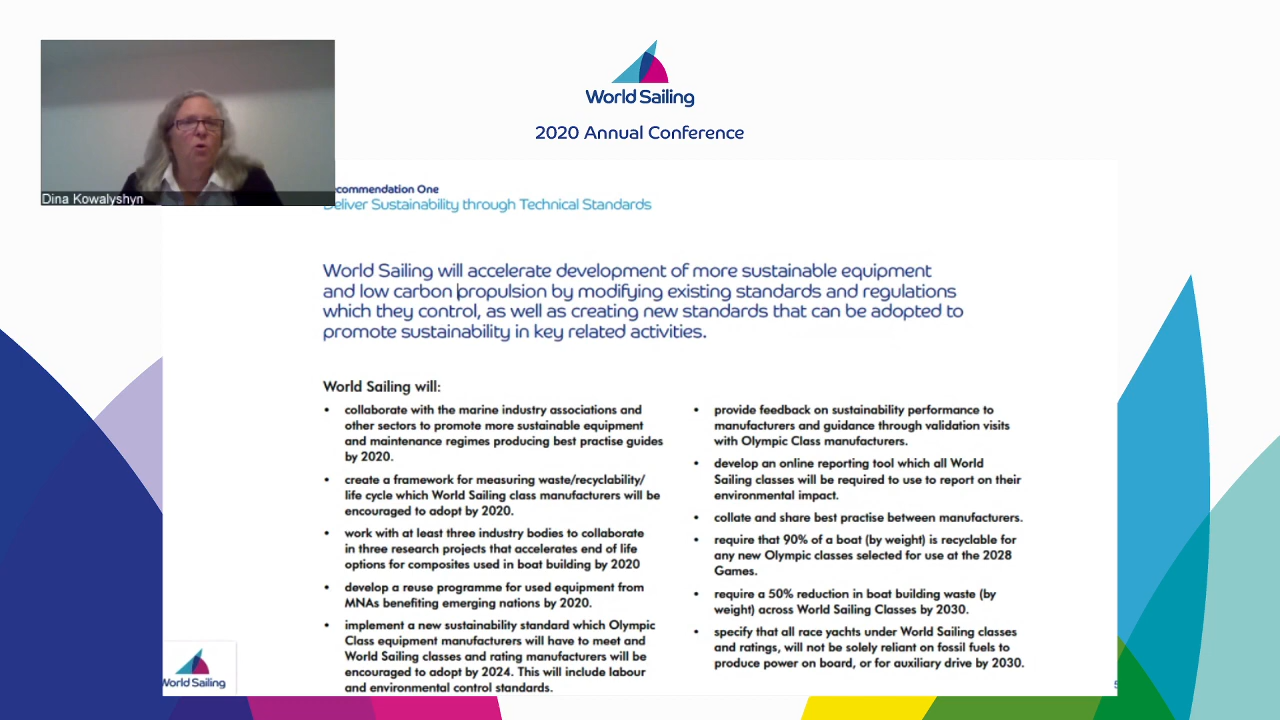 World Sailing
2020 Annual Conference
Dina Kowalyshyn
commendation One
Deliver Sustainability through Technical Standards
World Sailing will accelerate development of more sustainable equipment
and low carbon propulsion by modifying existing standards and regulations
which they control, as well as creating new standards that can be adopted to
promote sustainability in key related activities.
World Sailing will:
• collaborate with the marine industry associations and
other sectors to promote more sustainable equipment
and maintenance regimes producing best practise guides
by 2020.
• create a framework for measuring waste/recyclability/
life cycle which World Sailing class manufacturers will be
encouraged to adopt by 2020.
• work with at least three industry bodies to collaborate
in three research projects that accelerates end of life
options for composites used in boat building by 2020
• develop a reuse programme for used equipment from
MNAs benefiting emerging nations by 2020.
• implement a new sustainability standard which Olympic
Class equipment manufacturers will have to meet and
World Sailing classes and rating manufacturers will be
encouraged to adopt by 2024. This will include labour
and environmental control standards.
• provide feedback on sustainability performance to
manufacturers and guidance through validation visits
with Olympic Class manufacturers.
• develop an online reporting tool which all World
Sailing classes will be required to use to report on their
environmental impact.
• collate and share best practise between manufacturers.
• require that 90% of a boat (by weight) is recyclable for
any new Olympic classes selected for use at the 2028
Games.
• require a 50% reduction in boat building waste (by
weight) across World Sailing Classes by 2030.
• specify that all race yachts under World Sailing classes
and ratings, will not be solely reliant on fossil fuels to
produce power on board, or for auxiliary drive by 2030.
World Sailing